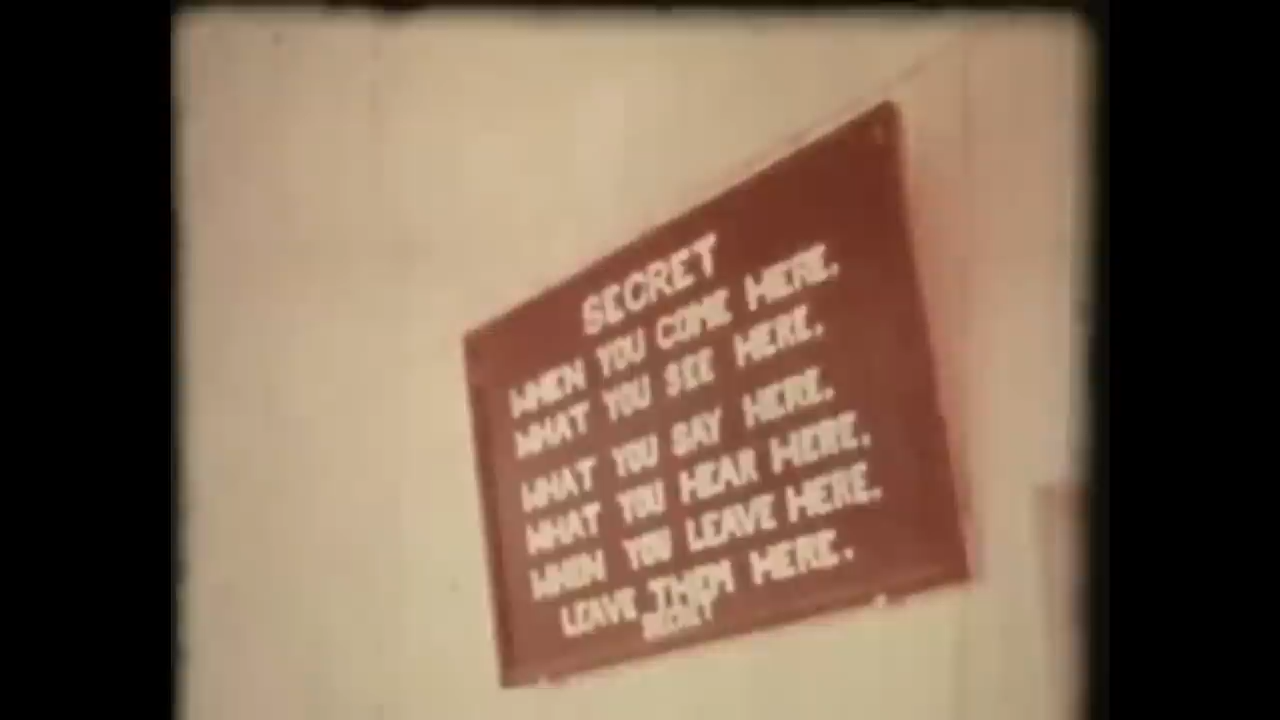 SECRET
WHEN YOU COME HERE.
WHAT YOU SEE HERE.
WHAT YOU SAY HERE.
WHAT YOU HEAR HERE.
WHEN YOU LEAVE HERE.
LEAVE THEM HERE.
SECRET